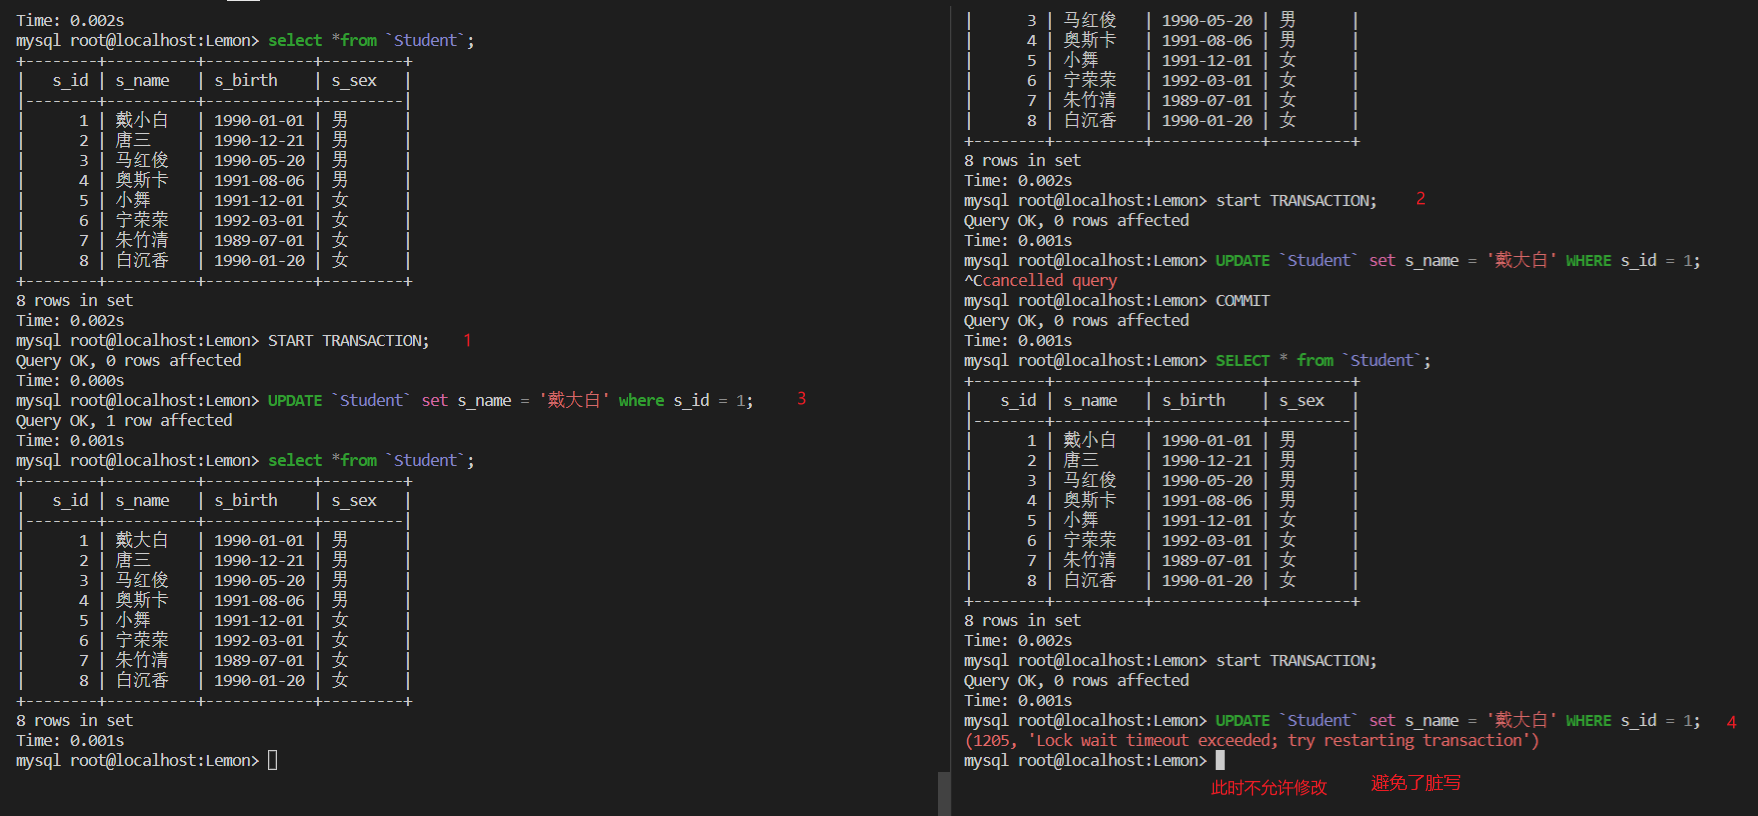 Time: 0.002s
mysql root@localhost:Lemon> select *from `Student`;
+--------+----------+------------+---------+
|   s_id | s_name   | s_birth    | s_sex   |
|--------+----------+------------+---------|
|      1 | 戴小白   | 1990-01-01 | 男      |
|      2 | 唐三     | 1990-12-21 | 男      |
|      3 | 马红俊   | 1990-05-20 | 男      |
|      4 | 奥斯卡   | 1991-08-06 | 男      |
|      5 | 小舞     | 1991-12-01 | 女      |
|      6 | 宁荣荣   | 1992-03-01 | 女      |
|      7 | 朱竹清   | 1989-07-01 | 女      |
|      8 | 白沉香   | 1990-01-20 | 女      |
+--------+----------+------------+---------+
8 rows in set
Time: 0.002s
mysql root@localhost:Lemon> START TRANSACTION; 1
Query OK, 0 rows affected
Time: 0.000s
mysql root@localhost:Lemon> UPDATE `Student` set s_name = '戴大白' where s_id = 1; 3
Query OK, 1 row affected
Time: 0.001s
mysql root@localhost:Lemon> select *from `Student`;
+--------+----------+------------+---------+
|   s_id | s_name   | s_birth    | s_sex   |
|--------+----------+------------+---------|
|      1 | 戴大白   | 1990-01-01 | 男      |
|      2 | 唐三     | 1990-12-21 | 男      |
|      3 | 马红俊   | 1990-05-20 | 男      |
|      4 | 奥斯卡   | 1991-08-06 | 男      |
|      5 | 小舞     | 1991-12-01 | 女      |
|      6 | 宁荣荣   | 1992-03-01 | 女      |
|      7 | 朱竹清   | 1989-07-01 | 女      |
|      8 | 白沉香   | 1990-01-20 | 女      |
+--------+----------+------------+---------+
8 rows in set
Time: 0.001s
mysql root@localhost:Lemon>
|      3 | 马红俊   | 1990-05-20 | 男      |
|      4 | 奥斯卡   | 1991-08-06 | 男      |
|      5 | 小舞     | 1991-12-01 | 女      |
|      6 | 宁荣荣   | 1992-03-01 | 女      |
|      7 | 朱竹清   | 1989-07-01 | 女      |
|      8 | 白沉香   | 1990-01-20 | 女      |
+--------+----------+------------+---------+
8 rows in set
Time: 0.002s
mysql root@localhost:Lemon> start TRANSACTION; 2
Query OK, 0 rows affected
Time: 0.001s
mysql root@localhost:Lemon> UPDATE `Student` set s_name = '戴大白' WHERE s_id = 1;
^Ccancelled query
mysql root@localhost:Lemon> COMMIT
Query OK, 0 rows affected
Time: 0.001s
mysql root@localhost:Lemon> SELECT * from `Student`;
+--------+----------+------------+---------+
|   s_id | s_name   | s_birth    | s_sex   |
|--------+----------+------------+---------|
|      1 | 戴小白   | 1990-01-01 | 男      |
|      2 | 唐三     | 1990-12-21 | 男      |
|      3 | 马红俊   | 1990-05-20 | 男      |
|      4 | 奥斯卡   | 1991-08-06 | 男      |
|      5 | 小舞     | 1991-12-01 | 女      |
|      6 | 宁荣荣   | 1992-03-01 | 女      |
|      7 | 朱竹清   | 1989-07-01 | 女      |
|      8 | 白沉香   | 1990-01-20 | 女      |
+--------+----------+------------+---------+
8 rows in set
Time: 0.002s
mysql root@localhost:Lemon> start TRANSACTION;
Query OK, 0 rows affected
Time: 0.001s
mysql root@localhost:Lemon> UPDATE `Student` set s_name = '戴大白' WHERE s_id = 1; 4
(1205, 'Lock wait timeout exceeded; try restarting transaction')
mysql root@localhost:Lemon>
此时不允许修改 避免了脏写